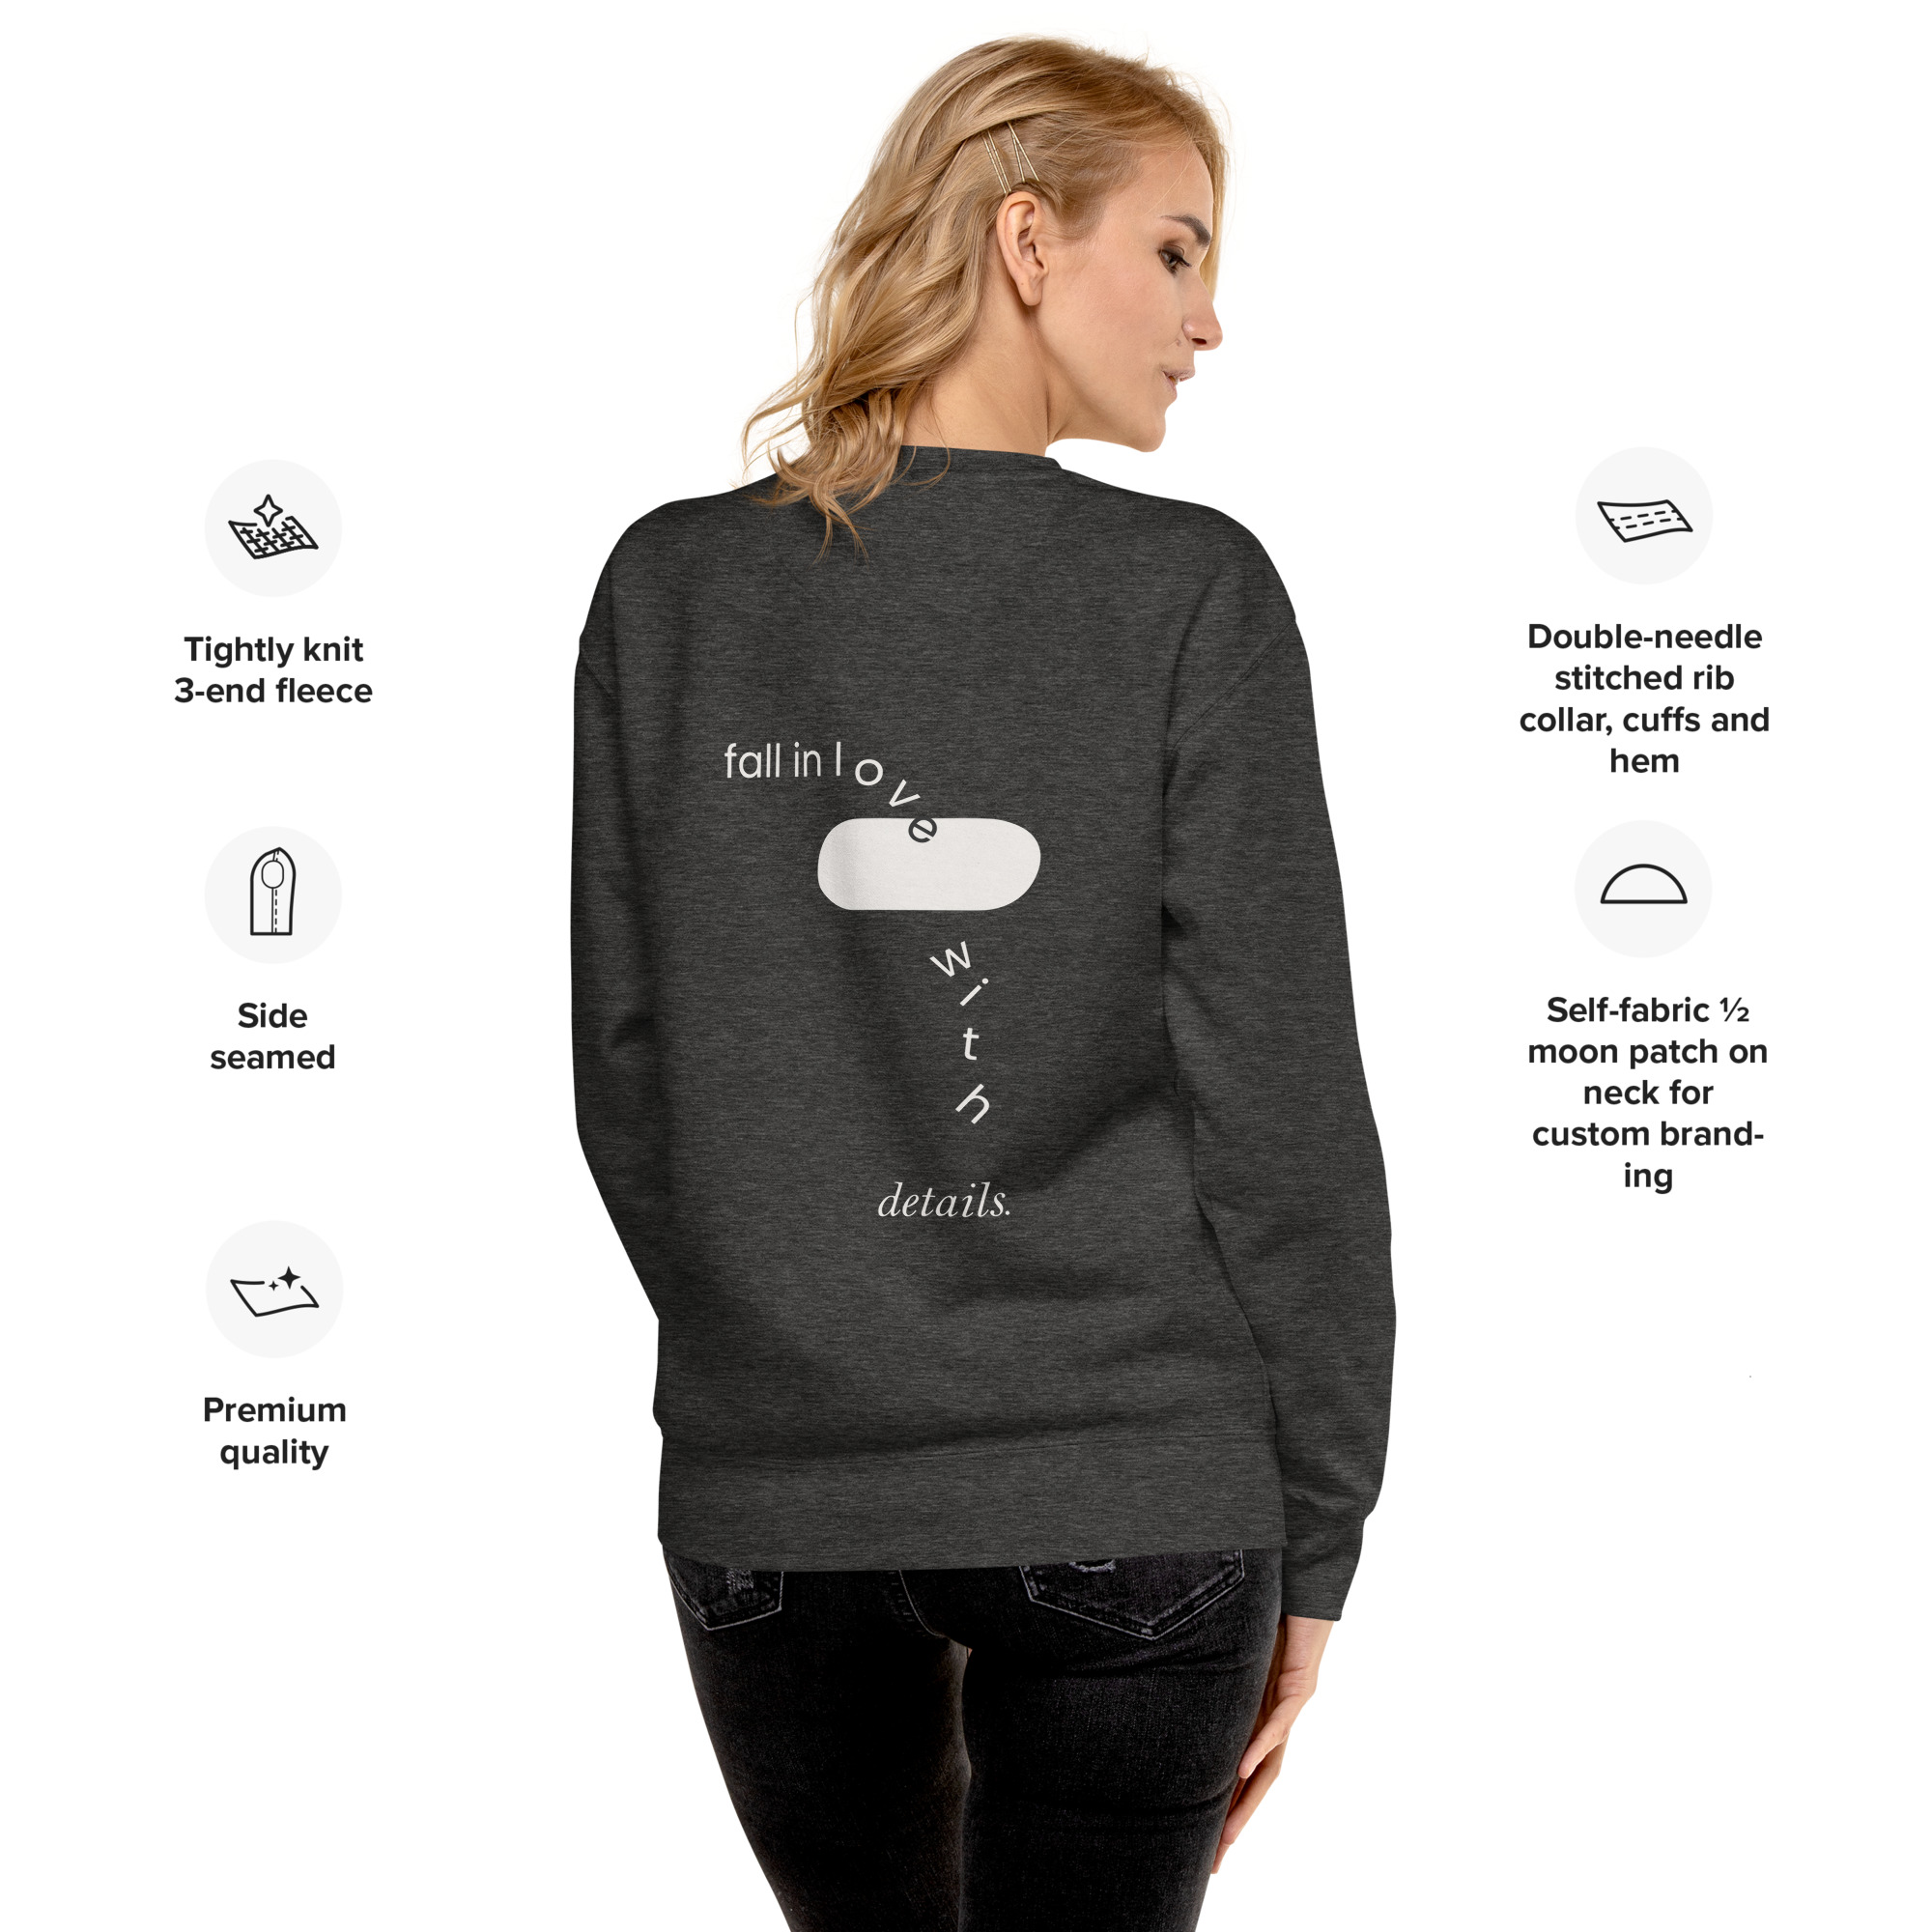 Tightly knit
3-end fleece
Side
seamed
Premium
quality
fall in love
with
details.
Double-needle
stitched rib
collar, cuffs and
hem
Self-fabric ½
moon patch on
neck for
custom brand-
ing